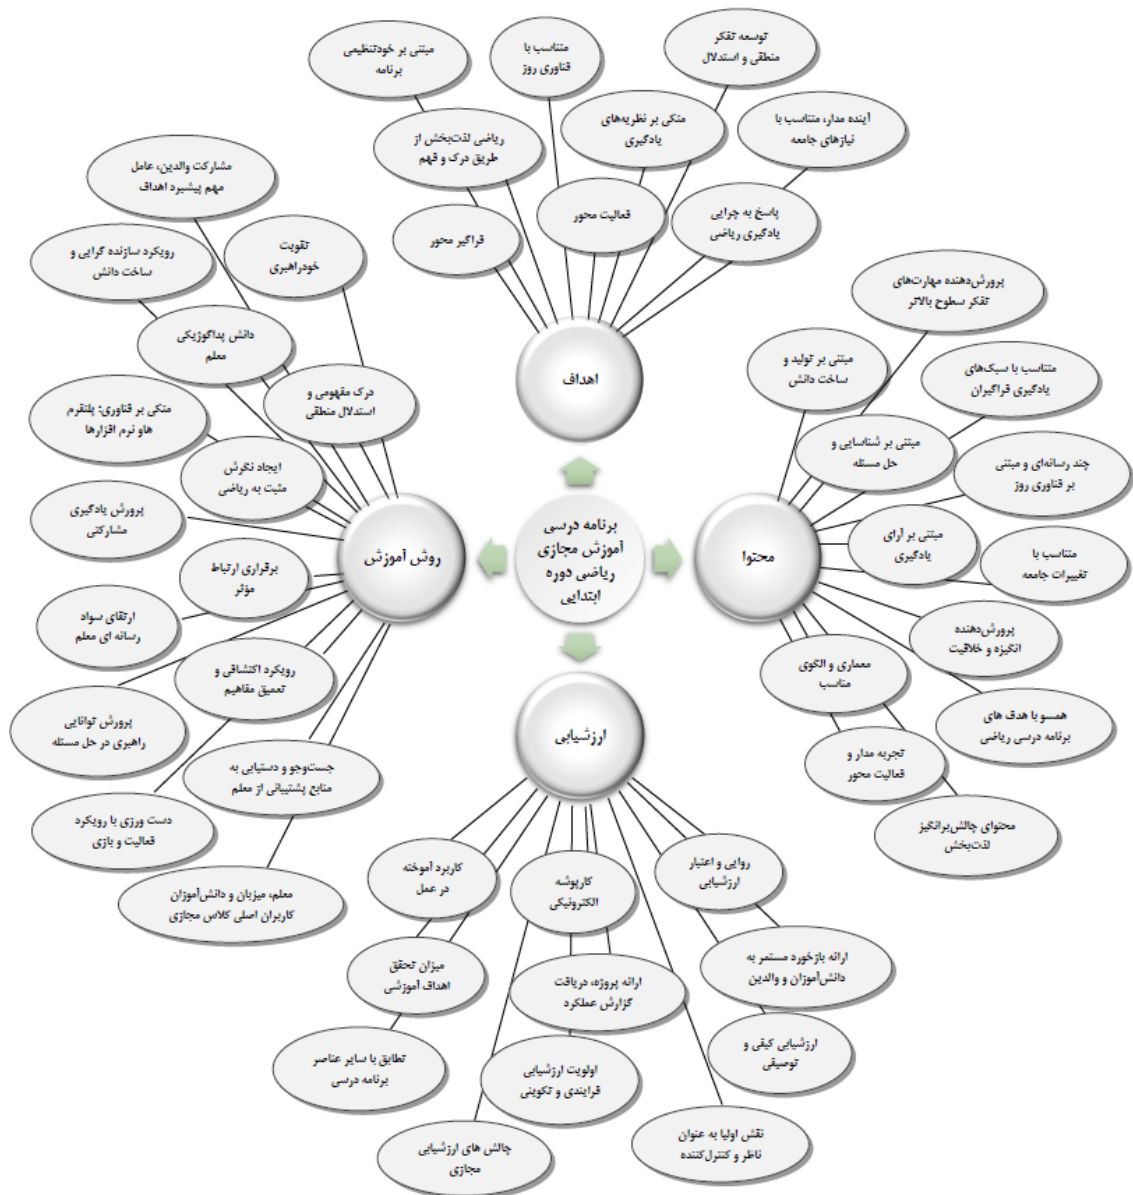 توسعه تفکر
منطقی و استدلال
متناسب با
فناوری روز
مبتنی بر خودتنظیمی
برنامه
آینده مدار، متناسب با
نیازهای جامعه
متکی بر نظریه‌های
یادگیری
ریاضی لذت‌بخش از
طریق درک و فهم
پاسخ به چرایی
یادگیری ریاضی
فعالیت محور
فراگیر محور
اهداف
پرورش‌دهنده مهارت‌های
تفکر سطوح بالاتر
مبتنی بر تولید و
ساخت دانش
متناسب با سبک‌های
یادگیری فراگیران
مبتنی بر شناسایی و
حل مسئله
چند رسانه‌ای و مبتنی
بر فناوری روز
مبتنی بر آرای
یادگیری
متناسب با
تغییرات جامعه
محتوا
پرورش‌دهنده
انگیزه و خلاقیت
معماری و الگوی
مناسب
همسو با هدف های
برنامه درسی ریاضی
تجربه مدار و
فعالیت محور
محتوای چالش‌برانگیز
لذت‌بخش
برنامه درسی
آموزش مجازی
ریاضی دوره
ابتدایی
مشارکت والدین، عامل
مهم پیشبرد اهداف
تقویت
خودراهبری
رویکرد سازنده گرایی و
ساخت دانش
دانش پداگوژیکی
معلم
درک مفهومی و
استدلال منطقی
متکی بر فناوری: پلتفرم
هاو نرم افزارها
ایجاد نگرش
مثبت به ریاضی
پرورش یادگیری
مشارکتی
روش آموزش
برقراری ارتباط
مؤثر
ارتقای سواد
رسانه ای معلم
رویکرد اکتشافی و
تعمیق مفاهیم
پرورش توانایی
راهبری در حل مسئله
جست‌وجو و دستیابی به
منابع پشتیبانی از معلم
دست ورزی با رویکرد
فعالیت و بازی
معلم، میزبان و دانش‌آموزان
کاربران اصلی کلاس مجازی
ارزشیابی
روایی و اعتبار
ارزشیابی
کارپوشه
الکترونیکی
کاربرد آموخته
در عمل
ارائه بازخورد مستمر به
دانش‌آموزان و والدین
ارائه پروژه، دریافت
گزارش عملکرد
میزان تحقق
اهداف آموزشی
ارزشیابی کیفی و
توصیفی
اولویت ارزشیابی
فرایندی و تکوینی
تطابق با سایر عناصر
برنامه درسی
نقش اولیا به عنوان
ناظر و کنترل‌کننده
چالش های ارزشیابی
مجازی